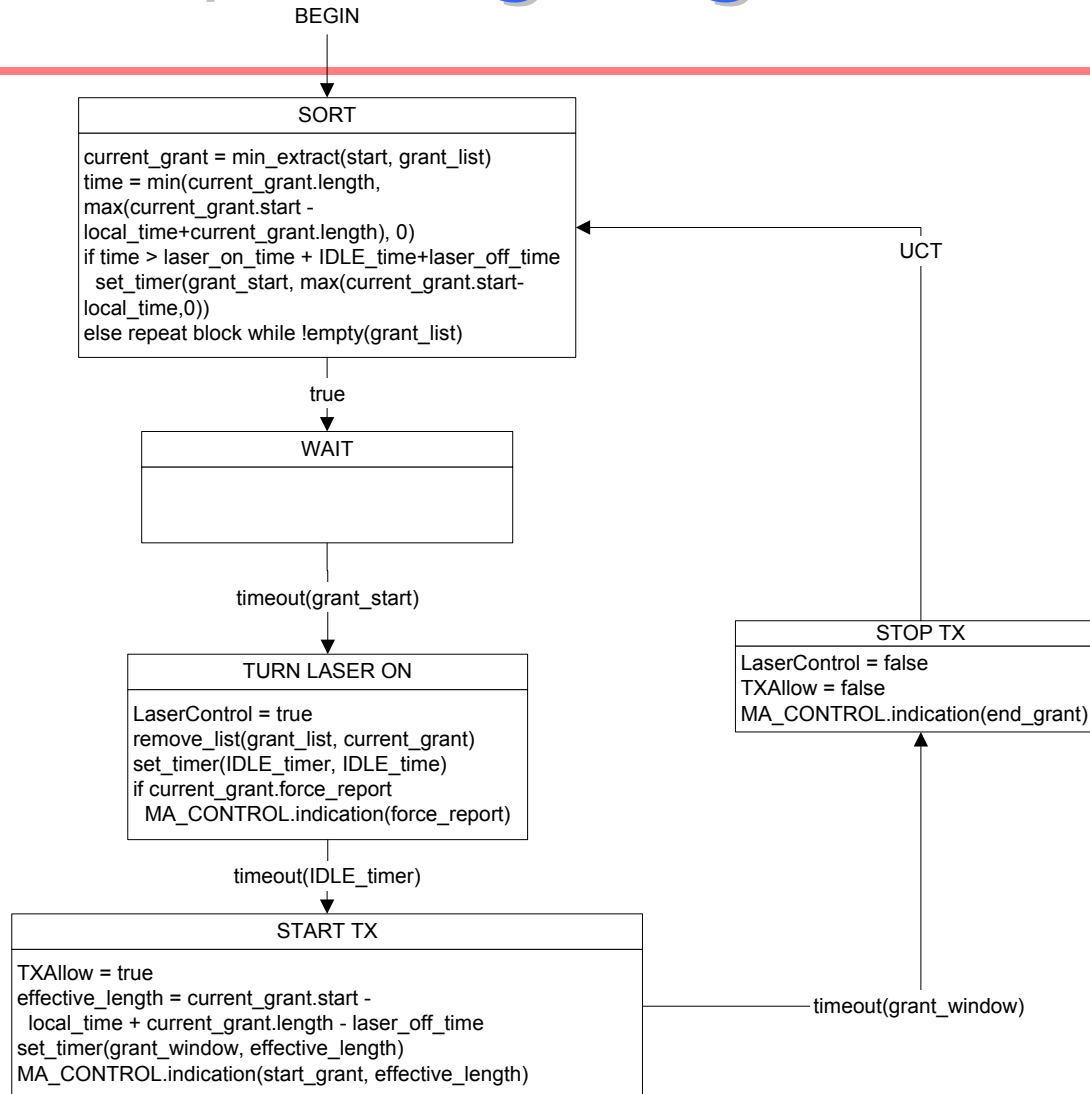 BEGIN
SORT
current_grant = min_extract(start, grant_list)
time = min(current_grant.length,
max(current_grant.start -
local_time+current_grant.length), 0)
if time > laser_on_time + IDLE_time+laser_off_time
set_timer(grant_start, max(current_grant.start-
local_time,0))
else repeat block while !empty(grant_list)
UCT
true
WAIT
timeout(grant_start)
TURN LASER ON
LaserControl = true
remove_list(grant_list, current_grant)
set_timer(IDLE_timer, IDLE_time)
if current_grant.force_report
MA_CONTROL.indication(force_report)
STOP TX
LaserControl = false
TXAllow = false
MA_CONTROL.indication(end_grant)
timeout(IDLE_timer)
START TX
TXAllow = true
effective_length = current_grant.start -
local_time + current_grant.length - laser_off_time
set_timer(grant_window, effective_length)
MA_CONTROL.indication(start_grant, effective_length)
timeout(grant_window)